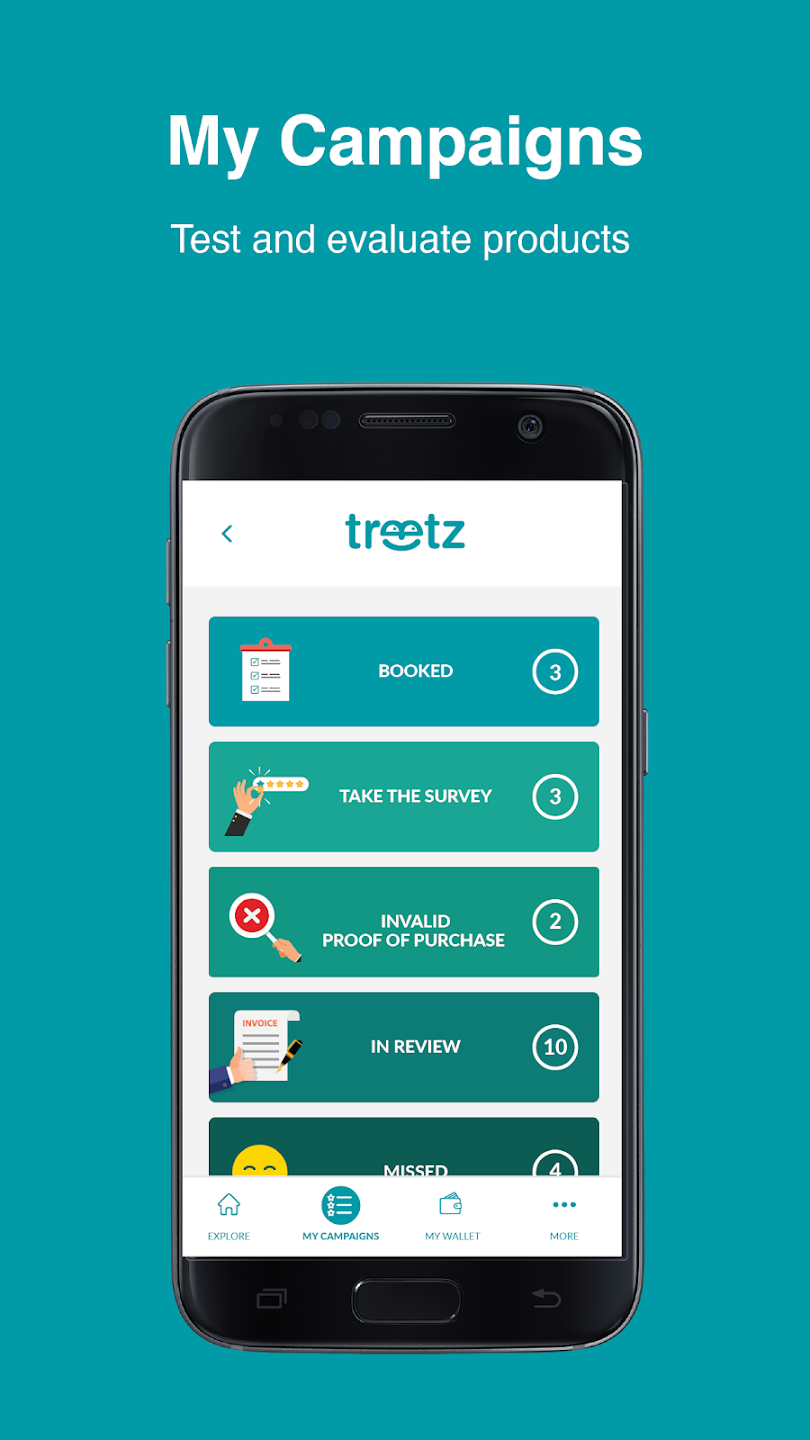 My Campaigns
Test and evaluate products
treetz
BOOKED
3
TAKE THE SURVEY
3
INVALID
PROOF OF PURCHASE
2
INVOICE
IN REVIEW
10
MISSED
4
EXPLORE
MY CAMPAIGNS
MY WALLET
MORE